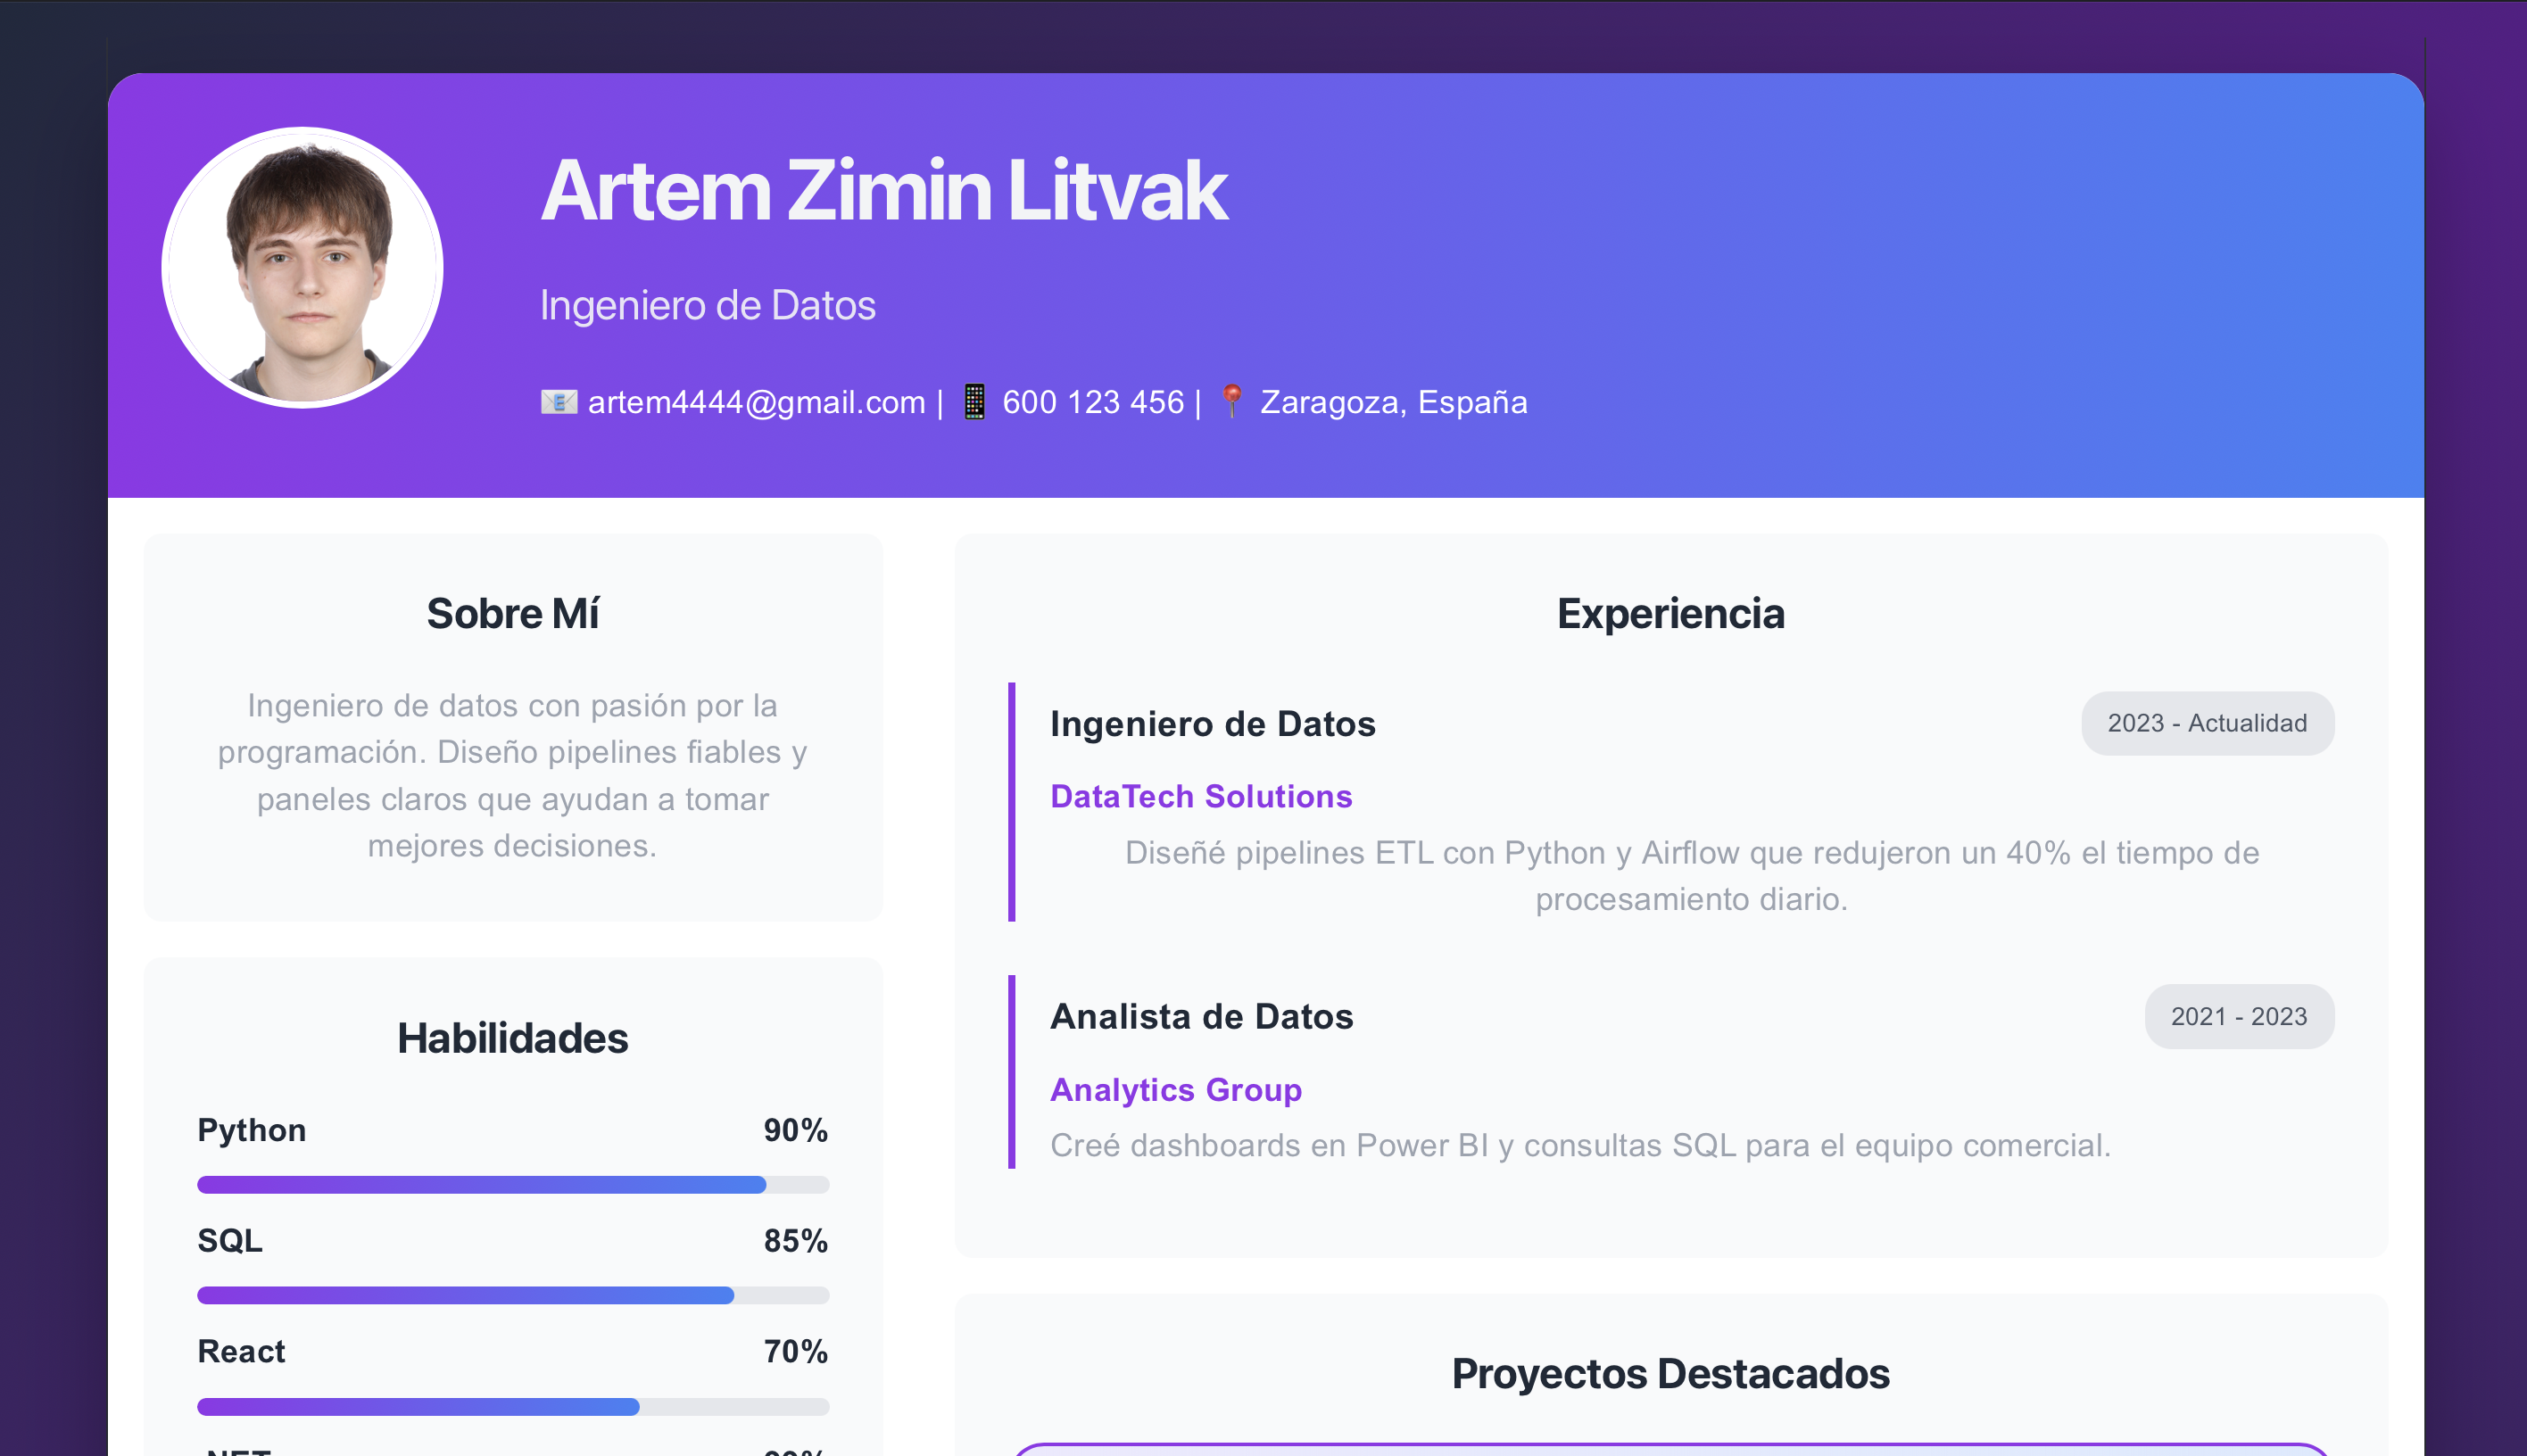 Artem Zimin Litvak
Ingeniero de Datos
📧 artem4444@gmail.com | 📱 600 123 456 | 📍 Zaragoza, España
Sobre Mí
Ingeniero de datos con pasión por la
programación. Diseño pipelines fiables y
paneles claros que ayudan a tomar
mejores decisiones.
Habilidades
Python 90%
SQL 85%
React 70%
Experiencia
Ingeniero de Datos 2023 - Actualidad
DataTech Solutions
Diseñé pipelines ETL con Python y Airflow que redujeron un 40% el tiempo de
procesamiento diario.
Analista de Datos 2021 - 2023
Analytics Group
Creé dashboards en Power BI y consultas SQL para el equipo comercial.
Proyectos Destacados